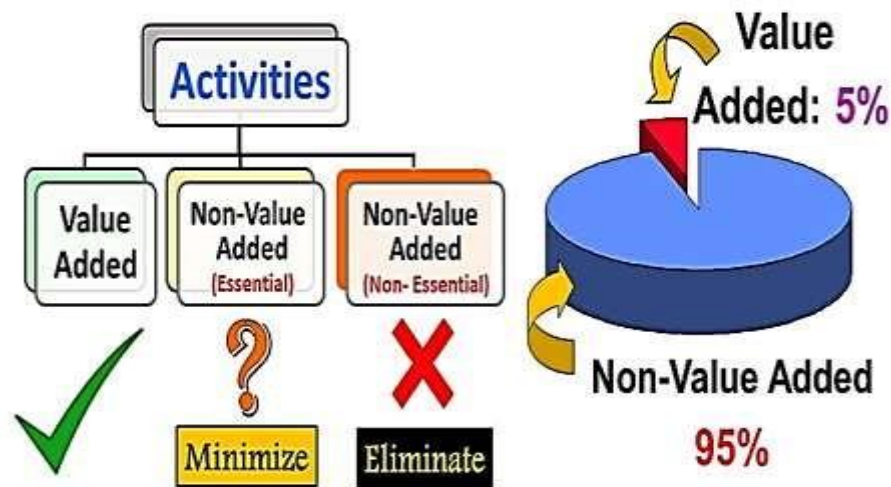 Activities
Value
Added
Non-Value
Added
(Essential)
Non-Value
Added
(Non- Essential)
?
Minimize
Eliminate
Value
Added: 5%
Non-Value Added
95%